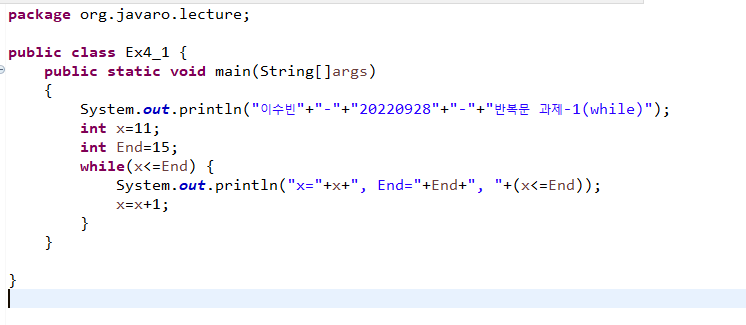 package org.javaro.lecture;
public class Ex4_1 {
public static void main(String[]args)
{
System.out.println("이수빈"+"-"+"20220928"+"-"+"반복문 과제-1(while)");
int x=11;
int End=15;
while(x<=End) {
System.out.println("x="+x+", End="+End+", "+(x<=End));
x=x+1;
}
}
}